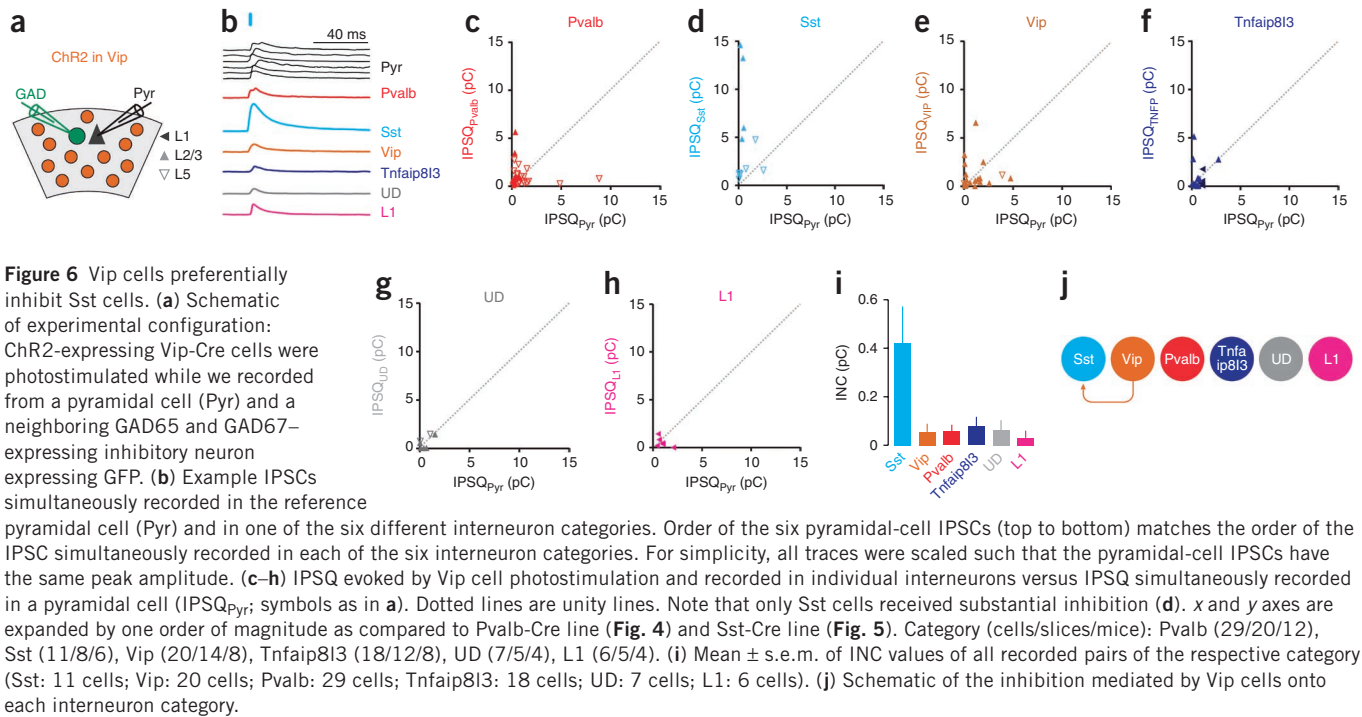 a
ChR2 in Vip
GAD
Pyr
L1
L2/3
L5
b
40 ms
Pyr
Pvalb
Sst
Vip
Tnfaip8l3
UD
L1
c
Pvalb
15
10
5
0
0 5 10 15
IPSQPvalb (pC)
IPSQPyr (pC)
d
Sst
15
10
5
0
0 5 10 15
IPSQSst (pC)
IPSQPyr (pC)
e
Vip
15
10
5
0
0 5 10 15
IPSQVIP (pC)
IPSQPyr (pC)
f
Tnfaip8l3
15
10
5
0
0 5 10 15
IPSQTNFP (pC)
IPSQPyr (pC)
g
UD
15
10
5
0
0 5 10 15
IPSQUD (pC)
IPSQPyr (pC)
h
L1
15
10
5
0
0 5 10 15
IPSQL1 (pC)
IPSQPyr (pC)
i
0.6
0.4
0.2
0
INC (pC)
Sst
Vip
Pvalb
Tnfaip8l3
UD
L1
j
Sst
Vip
Pvalb
Tnfa
ip8l3
UD
L1
Figure 6 Vip cells preferentially
inhibit Sst cells. (a) Schematic
of experimental configuration:
ChR2-expressing Vip-Cre cells were
photostimulated while we recorded
from a pyramidal cell (Pyr) and a
neighboring GAD65 and GAD67–
expressing inhibitory neuron
expressing GFP. (b) Example IPSCs
simultaneously recorded in the reference
pyramidal cell (Pyr) and in one of the six different interneuron categories. Order of the six pyramidal-cell IPSCs (top to bottom) matches the order of the
IPSC simultaneously recorded in each of the six interneuron categories. For simplicity, all traces were scaled such that the pyramidal-cell IPSCs have
the same peak amplitude. (c–h) IPSQ evoked by Vip cell photostimulation and recorded in individual interneurons versus IPSQ simultaneously recorded
in a pyramidal cell (IPSQPyr; symbols as in a). Dotted lines are unity lines. Note that only Sst cells received substantial inhibition (d). x and y axes are
expanded by one order of magnitude as compared to Pvalb-Cre line (Fig. 4) and Sst-Cre line (Fig. 5). Category (cells/slices/mice): Pvalb (29/20/12),
Sst (11/8/6), Vip (20/14/8), Tnfaip8l3 (18/12/8), UD (7/5/4), L1 (6/5/4). (i) Mean ± s.e.m. of INC values of all recorded pairs of the respective category
(Sst: 11 cells; Vip: 20 cells; Pvalb: 29 cells; Tnfaip8l3: 18 cells; UD: 7 cells; L1: 6 cells). (j) Schematic of the inhibition mediated by Vip cells onto
each interneuron category.